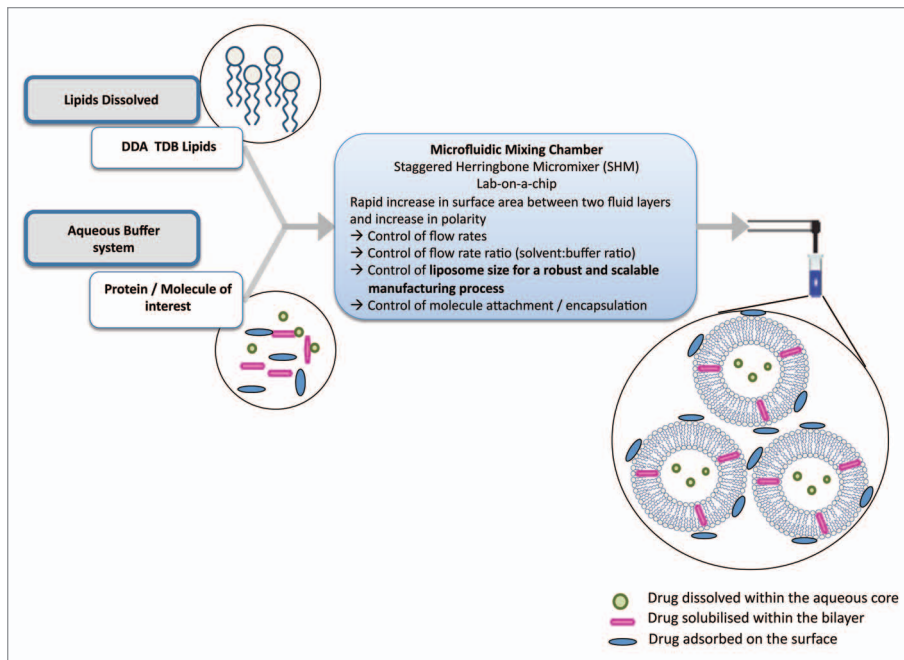 Lipids Dissolved
DDA TDB Lipids
Aqueous Buffer
system
Protein / Molecule of
interest
Microfluidic Mixing Chamber
Staggered Herringbone Micromixer (SHM)
Lab-on-a-chip
Rapid increase in surface area between two fluid layers
and increase in polarity
→ Control of flow rates
→ Control of flow rate ratio (solvent:buffer ratio)
→ Control of liposome size for a robust and scalable
manufacturing process
→ Control of molecule attachment / encapsulation
Drug dissolved within the aqueous core
Drug solubilised within the bilayer
Drug adsorbed on the surface